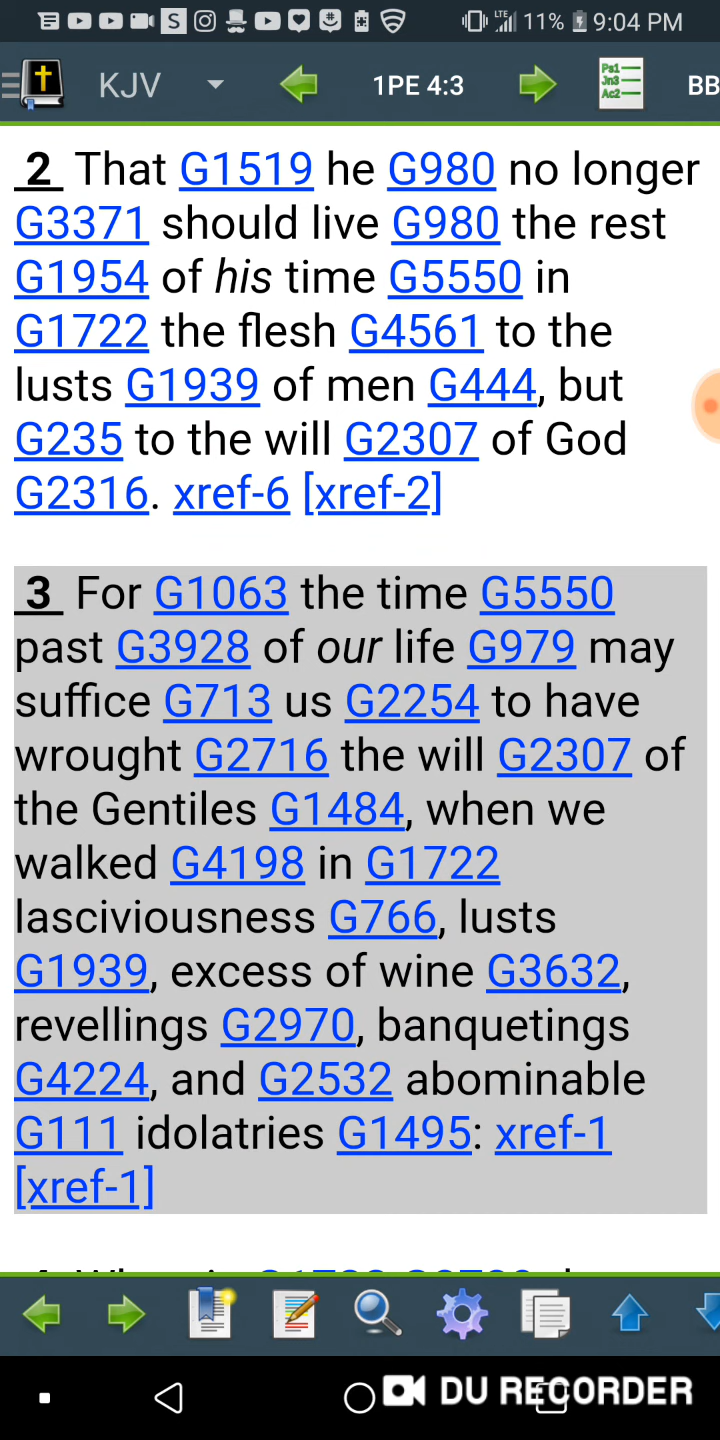 S LTE 11% 9:04 PM
KJV 1PE 4:3 Ps1 Jn3 Ac2 BB
2 That G1519 he G980 no longer
G3371 should live G980 the rest
G1954 of his time G5550 in
G1722 the flesh G4561 to the
lusts G1939 of men G444, but
G235 to the will G2307 of God
G2316. xref-6 [xref-2]
3 For G1063 the time G5550
past G3928 of our life G979 may
suffice G713 us G2254 to have
wrought G2716 the will G2307 of
the Gentiles G1484, when we
walked G4198 in G1722
lasciviousness G766, lusts
G1939, excess of wine G3632,
revellings G2970, banquetings
G4224, and G2532 abominable
G111 idolatries G1495: xref-1
[xref-1]
DU RECORDER